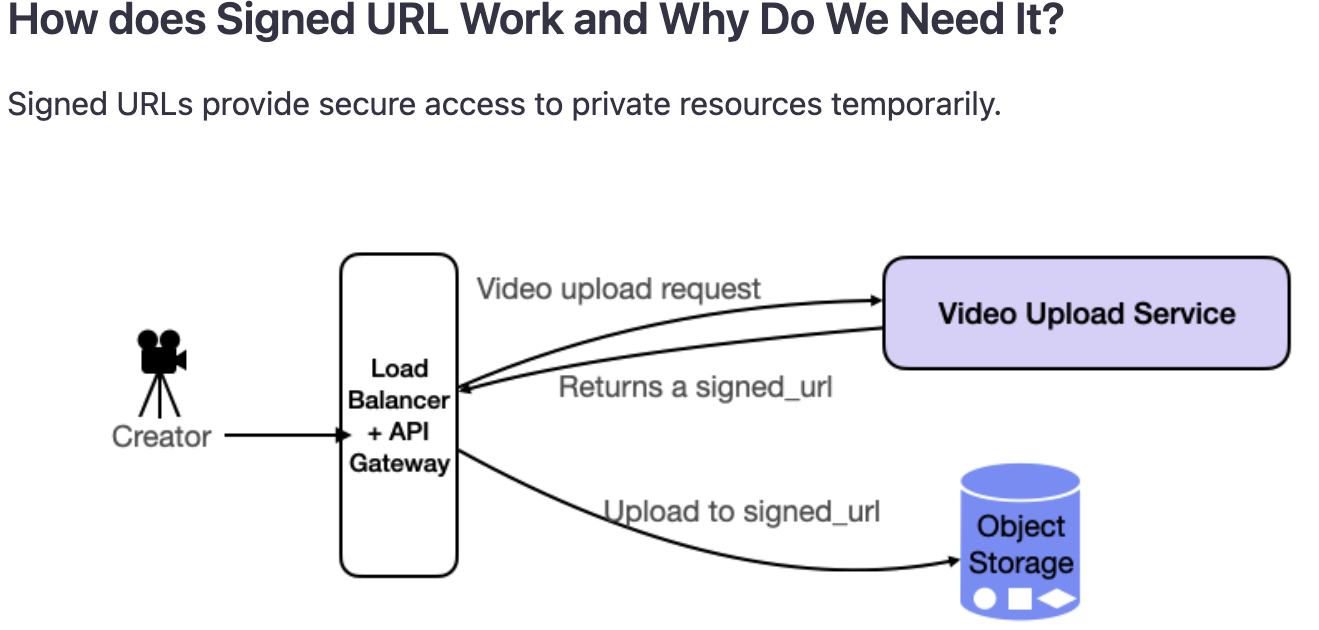 How does Signed URL Work and Why Do We Need It?
Signed URLs provide secure access to private resources temporarily.
Video upload request
Video Upload Service
Load
Balancer
+ API
Gateway
Returns a signed_url
Creator
Upload to signed_url
Object
Storage